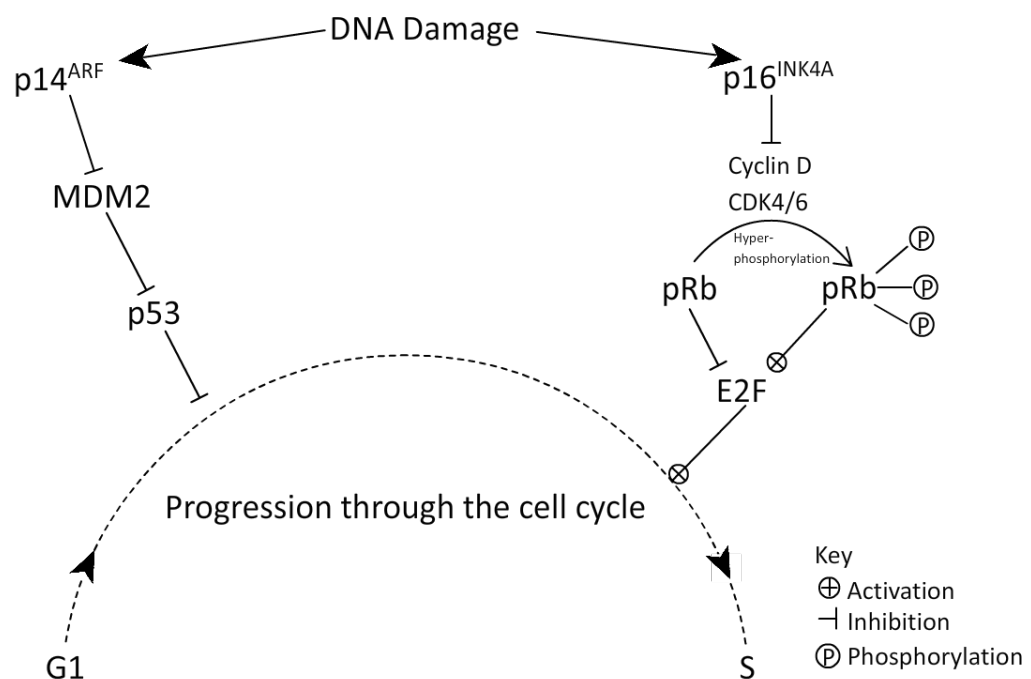 DNA Damage
p14ARF
p16INK4A
MDM2
Cyclin D
CDK4/6
Hyper-
phosphorylation
P
pRb
pRb
P
p53
P
E2F
Progression through the cell cycle
Key
Activation
Inhibition
P Phosphorylation
G1
S